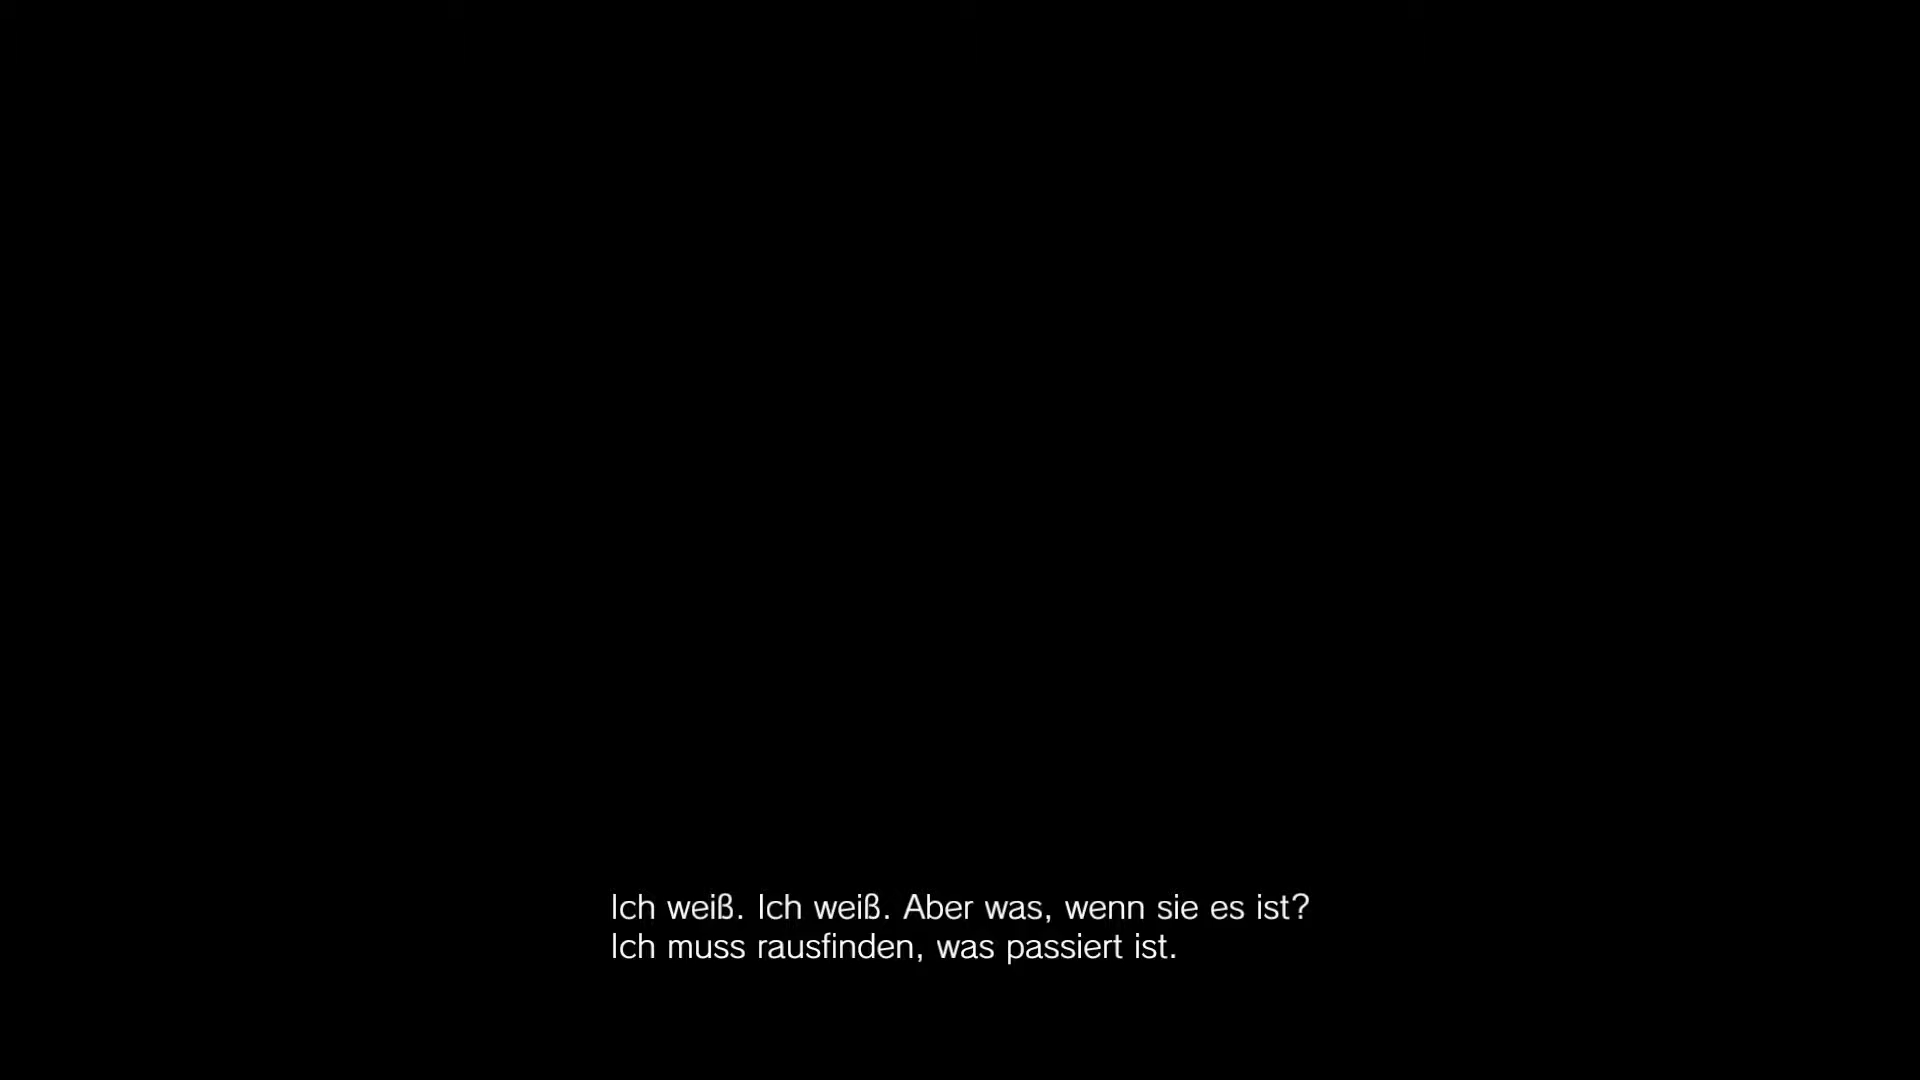 Ich weiß. Ich weiß. Aber was, wenn sie es ist?
Ich muss rausfinden, was passiert ist.